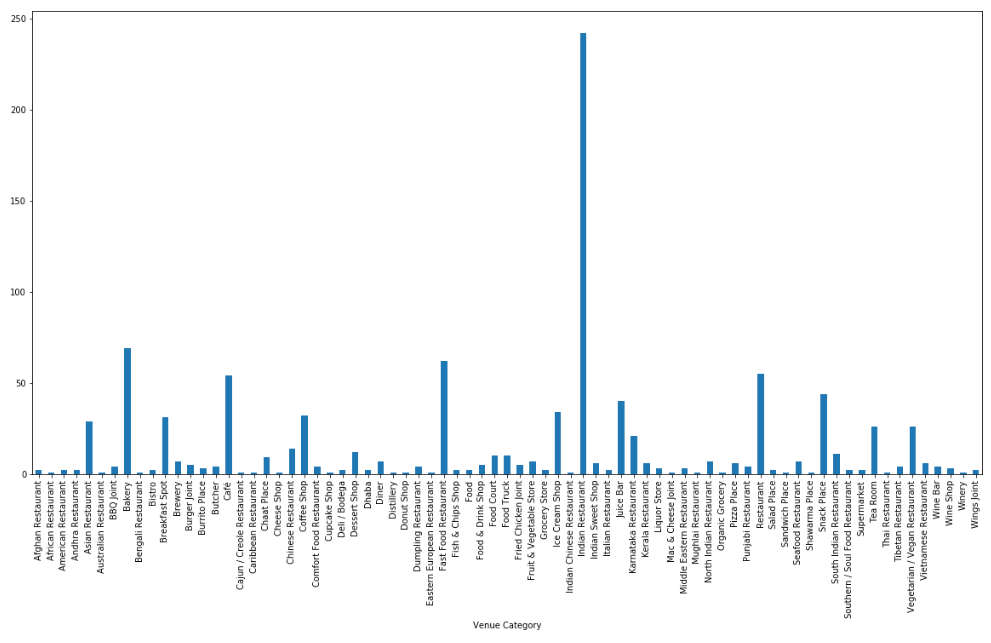 250
200
150
100
50
0
Afghan Restaurant
African Restaurant
American Restaurant
Andhra Restaurant
Asian Restaurant
Australian Restaurant
BBQ Joint
Bakery
Bengali Restaurant
Bistro
Breakfast Spot
Brewery
Burger Joint
Burrito Place
Butcher
Café
Cajun / Creole Restaurant
Caribbean Restaurant
Chaat Place
Cheese Shop
Chinese Restaurant
Coffee Shop
Comfort Food Restaurant
Cupcake Shop
Deli / Bodega
Dessert Shop
Dhaba
Diner
Distillery
Donut Shop
Dumpling Restaurant
Eastern European Restaurant
Fast Food Restaurant
Fish & Chips Shop
Food
Food & Drink Shop
Food Court
Food Truck
Fried Chicken Joint
Fruit & Vegetable Store
Grocery Store
Ice Cream Shop
Indian Chinese Restaurant
Indian Restaurant
Indian Sweet Shop
Italian Restaurant
Juice Bar
Karnataka Restaurant
Kerala Restaurant
Liquor Store
Mac & Cheese Joint
Middle Eastern Restaurant
Mughlai Restaurant
North Indian Restaurant
Organic Grocery
Pizza Place
Punjabi Restaurant
Restaurant
Salad Place
Sandwich Place
Seafood Restaurant
Shawarma Place
Snack Place
South Indian Restaurant
Southern / Soul Food Restaurant
Supermarket
Tea Room
Thai Restaurant
Tibetan Restaurant
Vegetarian / Vegan Restaurant
Vietnamese Restaurant
Wine Bar
Wine Shop
Winery
Wings Joint
Venue Category